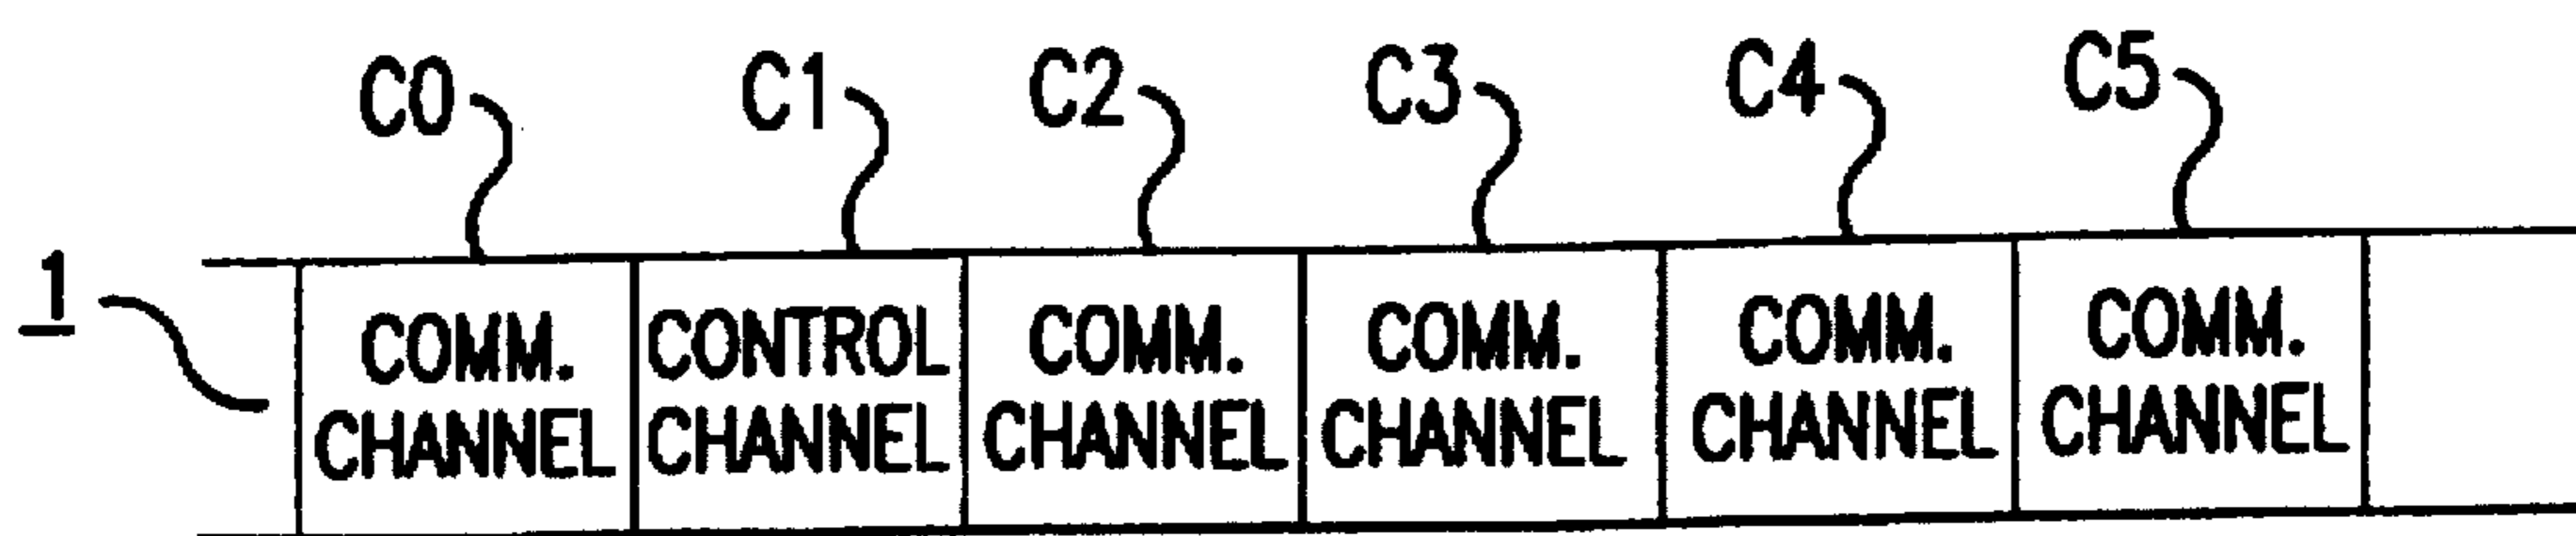 C0 C1 C2 C3 C4 C5
1
COMM. CONTROL COMM. COMM. COMM. COMM.
CHANNEL CHANNEL CHANNEL CHANNEL CHANNEL CHANNEL